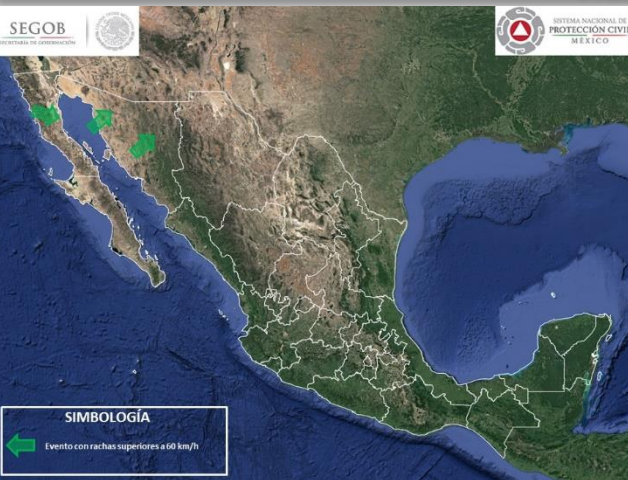 SEGOB
SECRETARÍA DE GOBERNACIÓN
SISTEMA NACIONAL DE
PROTECCIÓN CIVIL
MÉXICO
SIMBOLOGÍA
Evento con rachas superiores a 60 km/h